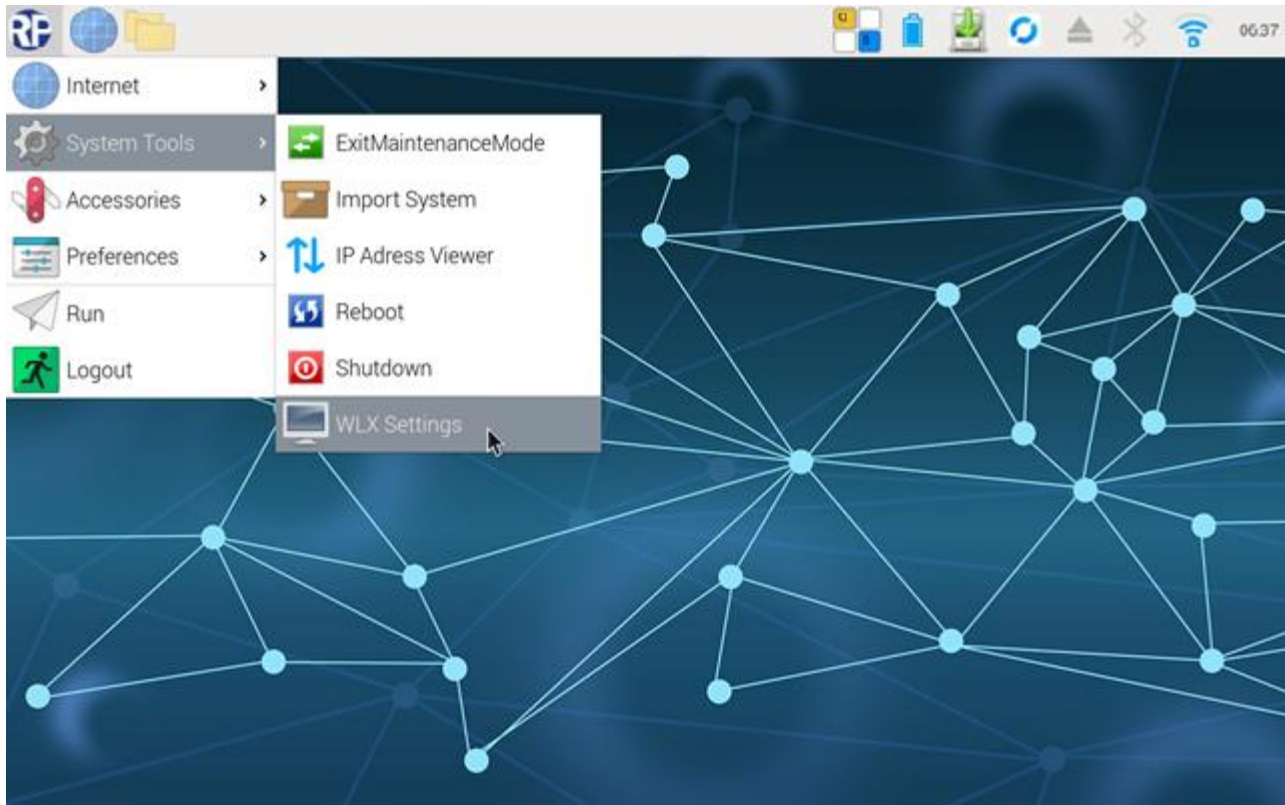 RP
06:37
Internet
System Tools
Accessories
Preferences
Run
Logout
ExitMaintenanceMode
Import System
IP Adress Viewer
Reboot
Shutdown
WLX Settings